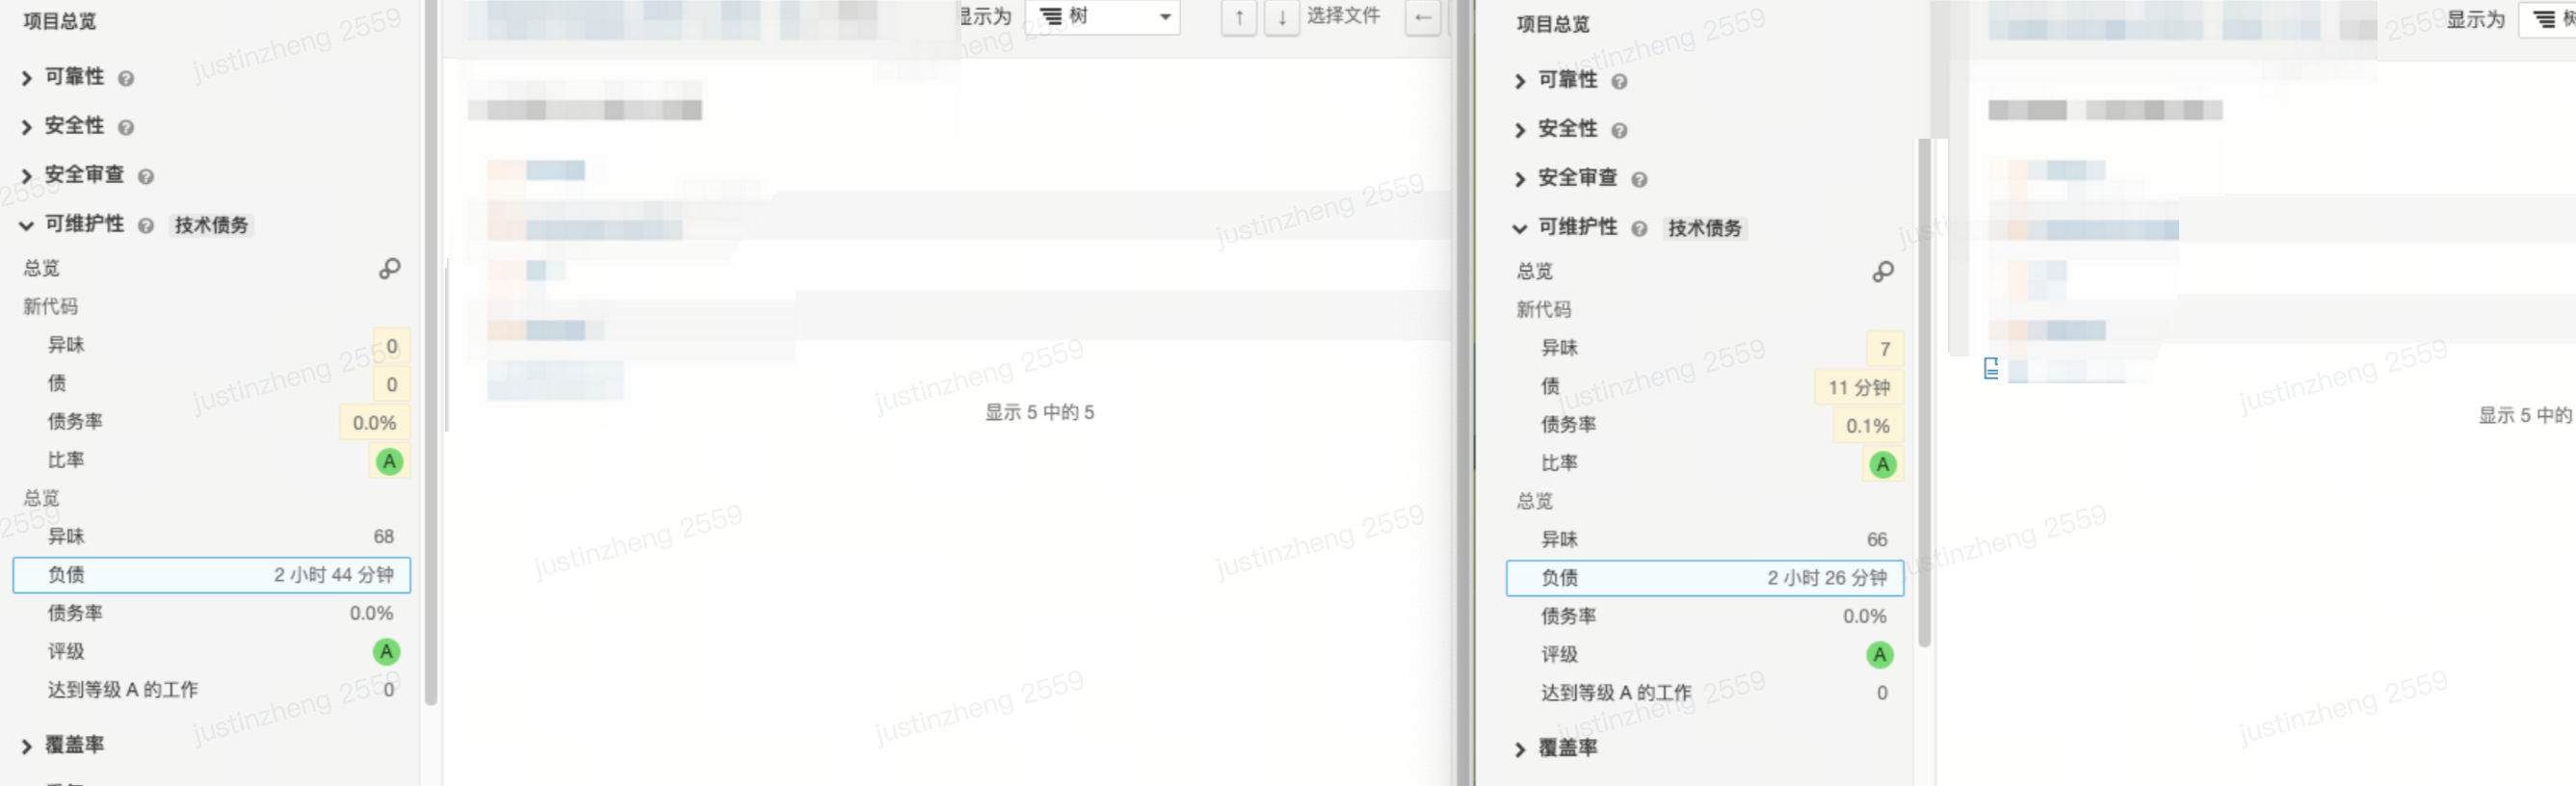 项目总览
可靠性
安全性
安全审查
可维护性 技术债务
总览
新代码
异味 0
债 0
债务率 0.0%
比率 A
总览
异味 68
负债 2 小时 44 分钟
债务率 0.0%
评级 A
达到等级 A 的工作 0
覆盖率
显示为 树 ↑ ↓ 选择文件 ←
显示 5 中的 5
项目总览
可靠性
安全性
安全审查
可维护性 技术债务
总览
新代码
异味 7
债 11 分钟
债务率 0.1%
比率 A
总览
异味 66
负债 2 小时 26 分钟
债务率 0.0%
评级 A
达到等级 A 的工作 0
覆盖率
显示为
显示 5 中的
justinzheng 2559